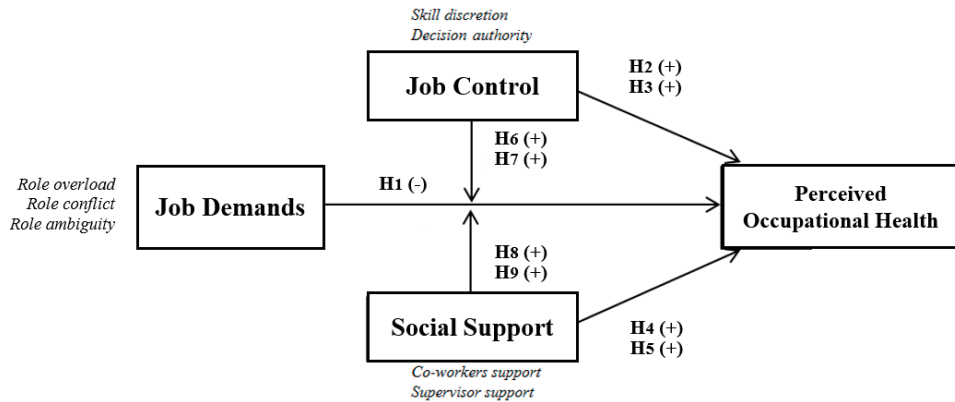 Skill discretion
Decision authority
Job Control
H2 (+)
H3 (+)
H6 (+)
H7 (+)
Role overload
Role conflict
Role ambiguity
Job Demands
H1 (-)
Perceived
Occupational Health
H8 (+)
H9 (+)
Social Support
H4 (+)
H5 (+)
Co-workers support
Supervisor support